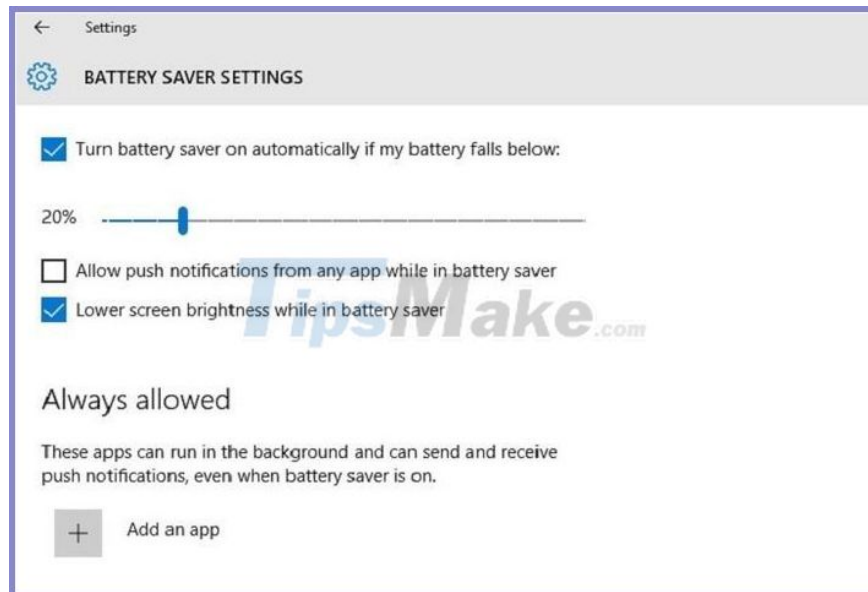 Settings
BATTERY SAVER SETTINGS
Turn battery saver on automatically if my battery falls below:
20%
Allow push notifications from any app while in battery saver
Lower screen brightness while in battery saver
TipsMake.com
Always allowed
These apps can run in the background and can send and receive
push notifications, even when battery saver is on.
Add an app